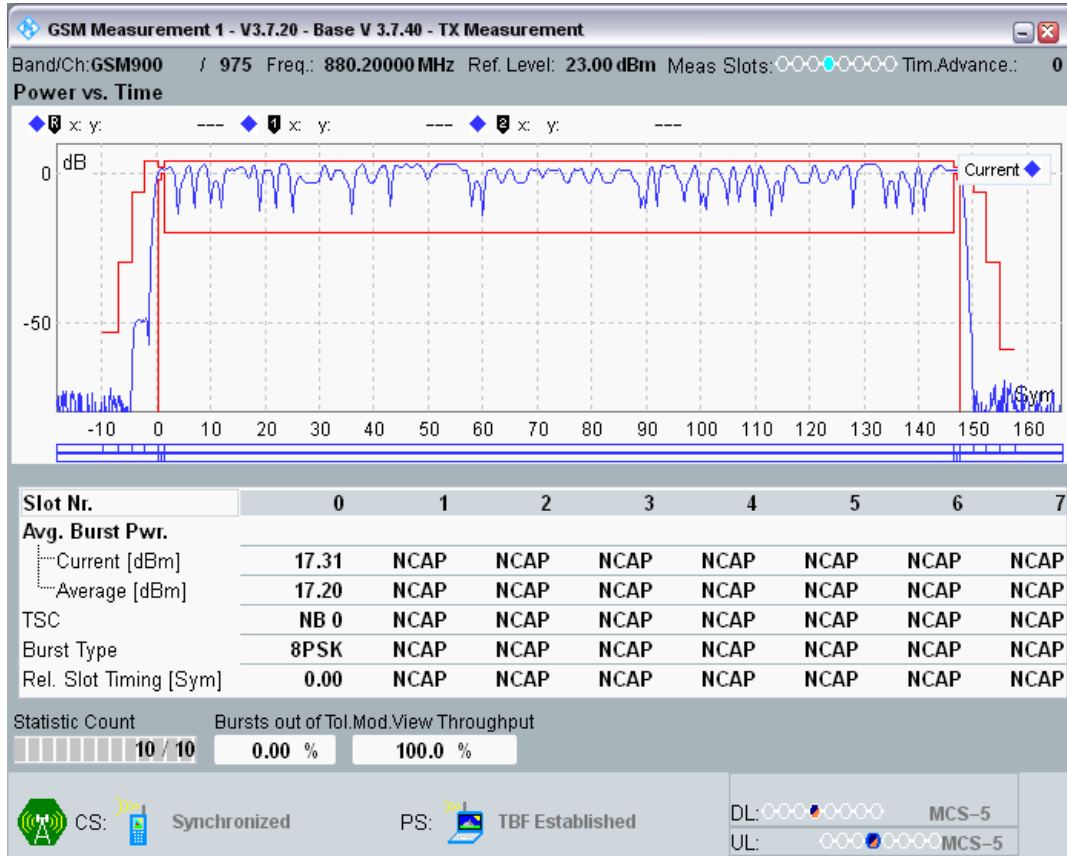 GSM Measurement 1 - V3.7.20 - Base V 3.7.40 - TX Measurement
Band/Ch:GSM900 / 975 Freq.: 880.20000 MHz Ref. Level: 23.00 dBm Meas Slots: Tim.Advance.: 0
Power vs. Time
R x: y: --- 1 x: y: --- 2 x: y: ---
dB
Current
0
-50
Sym
-10 0 10 20 30 40 50 60 70 80 90 100 110 120 130 140 150 160
Slot Nr. 0 1 2 3 4 5 6 7
Avg. Burst Pwr.
Current [dBm] 17.31 NCAP NCAP NCAP NCAP NCAP NCAP NCAP
Average [dBm] 17.20 NCAP NCAP NCAP NCAP NCAP NCAP NCAP
TSC NB 0 NCAP NCAP NCAP NCAP NCAP NCAP NCAP
Burst Type 8PSK NCAP NCAP NCAP NCAP NCAP NCAP NCAP
Rel. Slot Timing [Sym] 0.00 NCAP NCAP NCAP NCAP NCAP NCAP NCAP
Statistic Count Bursts out of Tol.Mod.View Throughput
10 / 10 0.00 % 100.0 %
CS: Synchronized PS: TBF Established
DL: MCS-5
UL: MCS-5